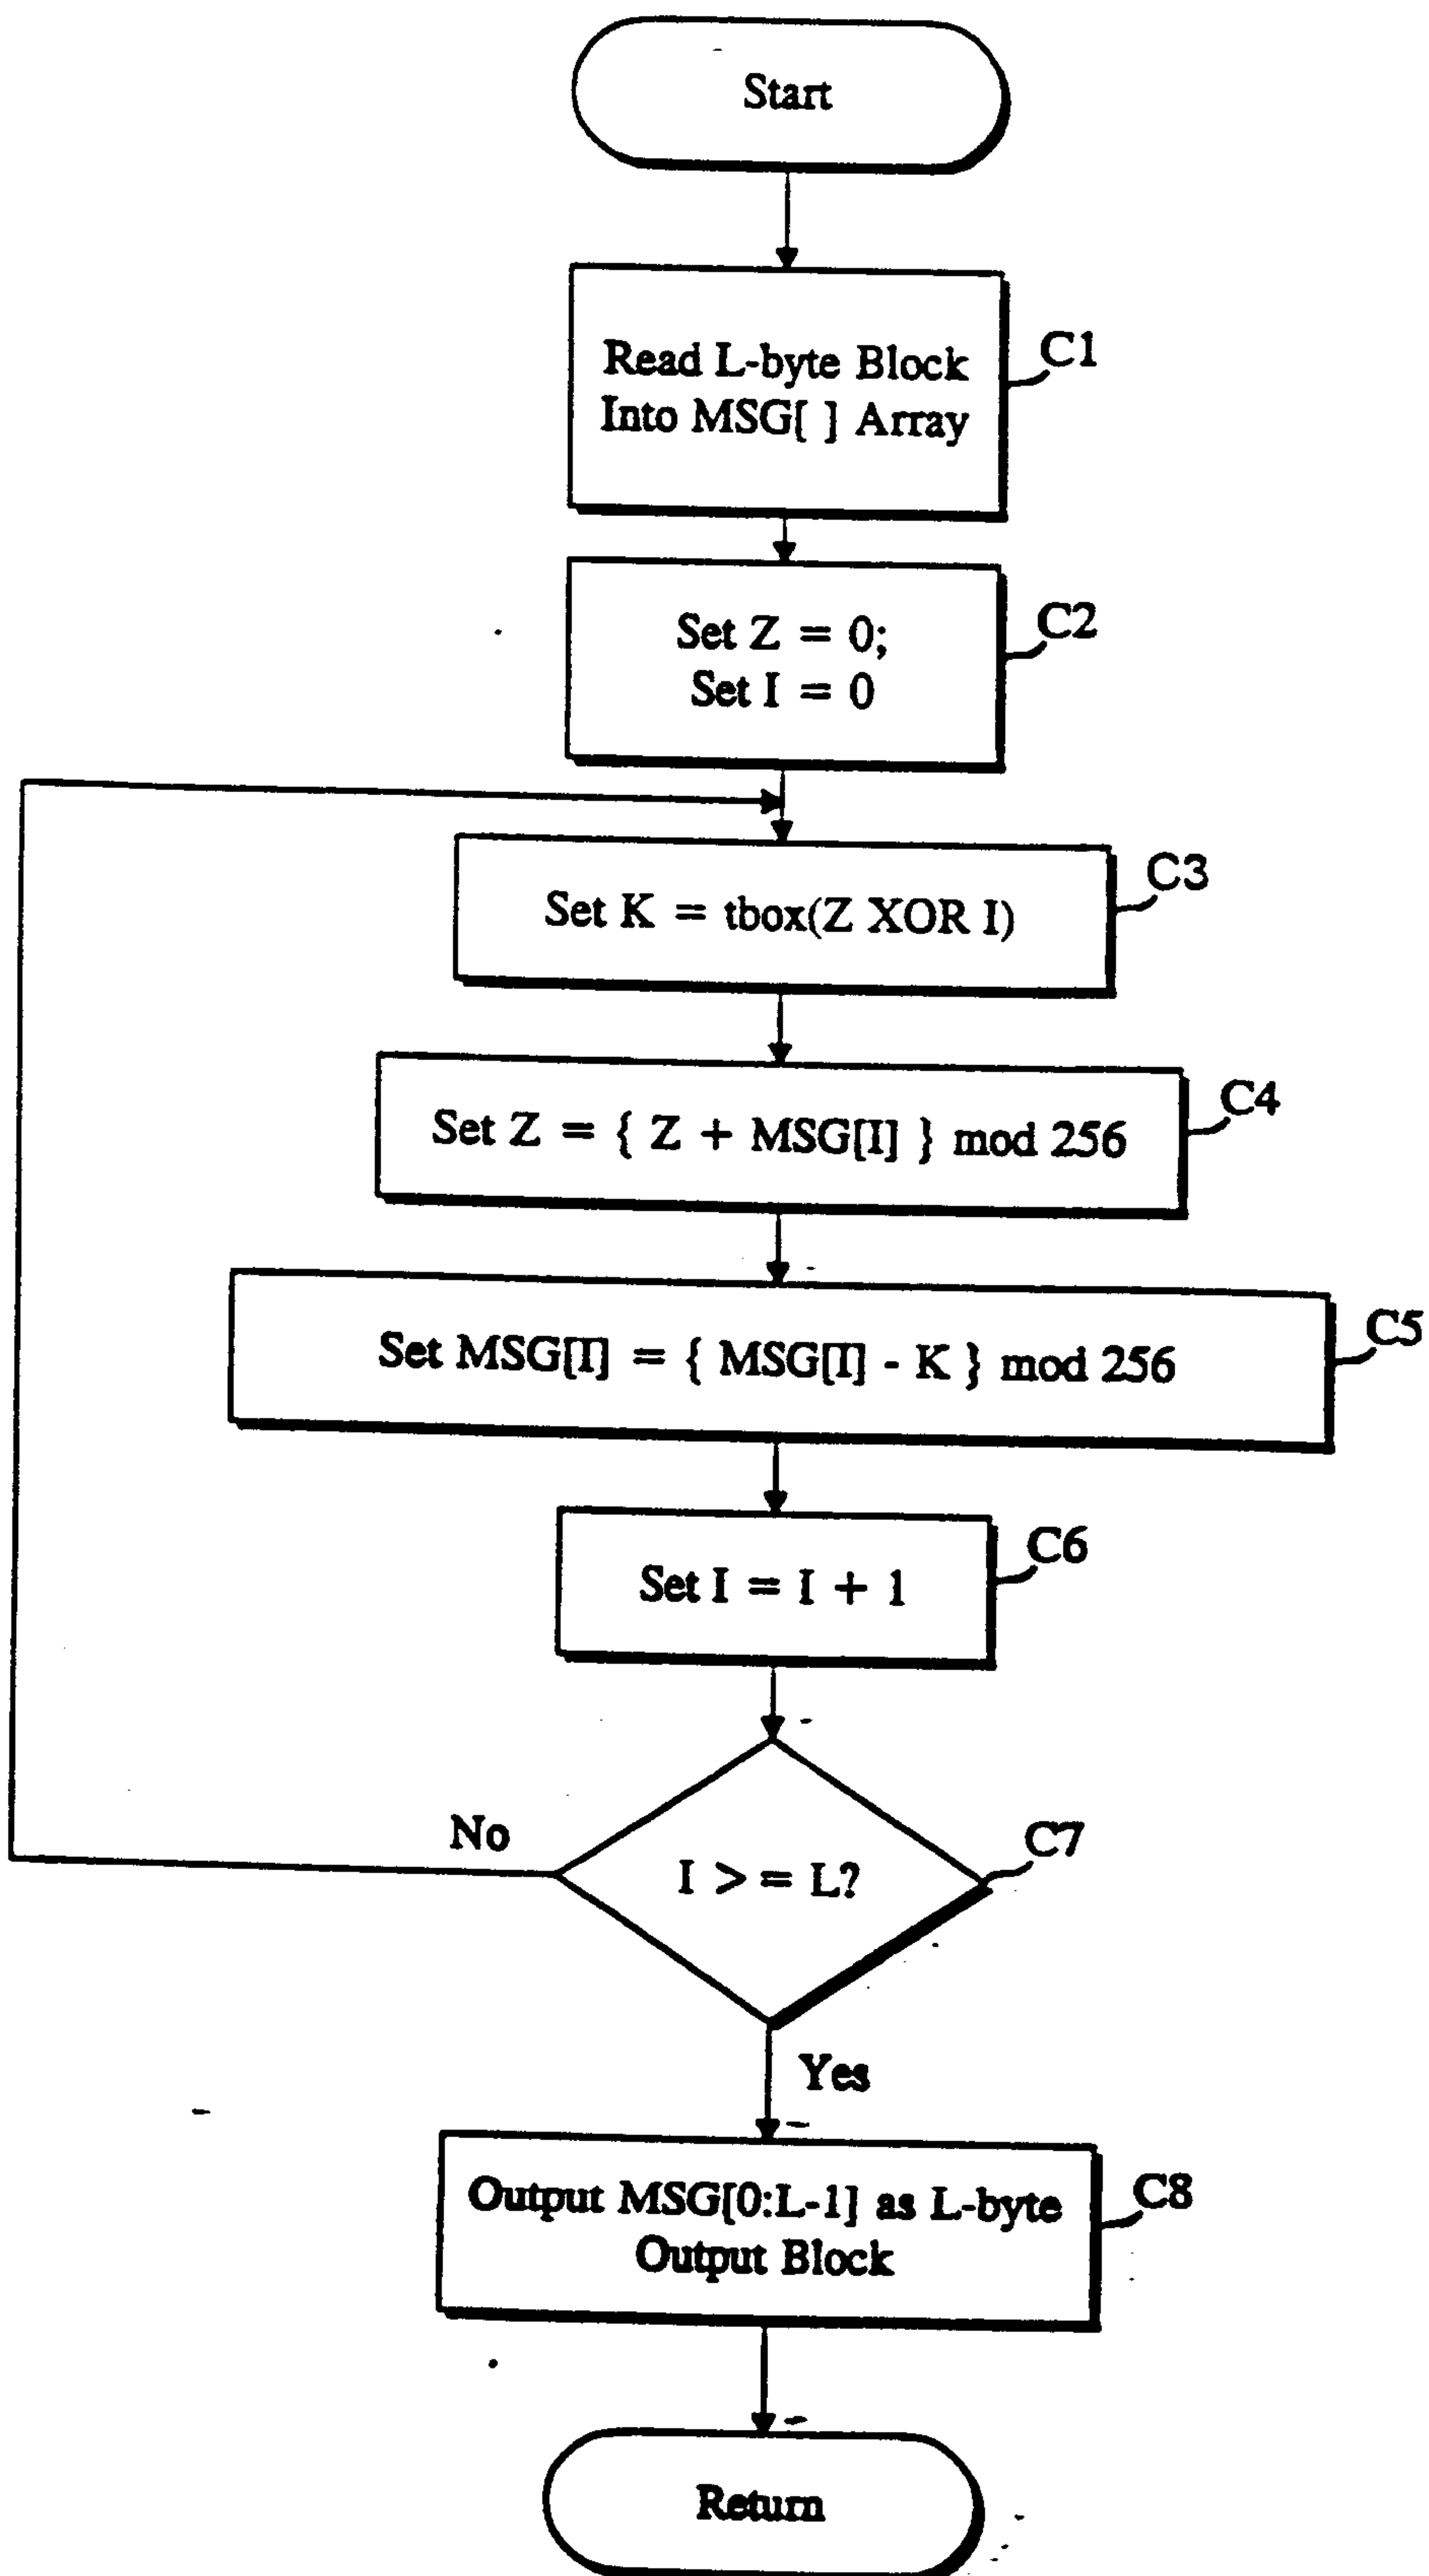 Start
Read L-byte Block
Into MSG[ ] Array
C1
Set Z = 0;
Set I = 0
C2
Set K = tbox(Z XOR I)
C3
Set Z = { Z + MSG[I] } mod 256
C4
Set MSG[I] = { MSG[I] - K } mod 256
C5
Set I = I + 1
C6
No
I > = L?
C7
Yes
Output MSG[0:L-1] as L-byte
Output Block
C8
Return